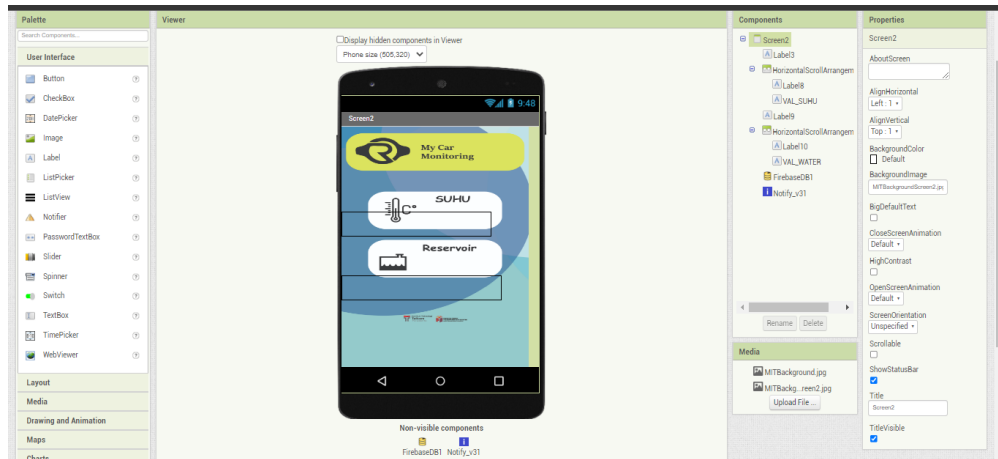 Palette
Search Components...
User Interface
Button
CheckBox
DatePicker
Image
Label
ListPicker
ListView
Notifier
PasswordTextBox
Slider
Spinner
Switch
TextBox
TimePicker
WebViewer
Layout
Media
Drawing and Animation
Maps
Charts
Viewer
Display hidden components in Viewer
Phone size (505,320)
9:48
Screen2
My Car
Monitoring
SUHU
C°
Reservoir
Non-visible components
FirebaseDB1 Notify_v31
Components
Screen2
Label3
HorizontalScrollArrangem
Label8
VAL_SUHU
Label9
HorizontalScrollArrangem
Label10
VAL_WATER
FirebaseDB1
Notify_v31
Rename Delete
Media
MITBackground.jpg
MITBackg...reen2.jpg
Upload File ...
Properties
Screen2
AboutScreen
AlignHorizontal
Left : 1
AlignVertical
Top : 1
BackgroundColor
Default
BackgroundImage
MITBackgroundScreen2.jpg
BigDefaultText
CloseScreenAnimation
Default
HighContrast
OpenScreenAnimation
Default
ScreenOrientation
Unspecified
Scrollable
ShowStatusBar
Title
Screen2
TitleVisible